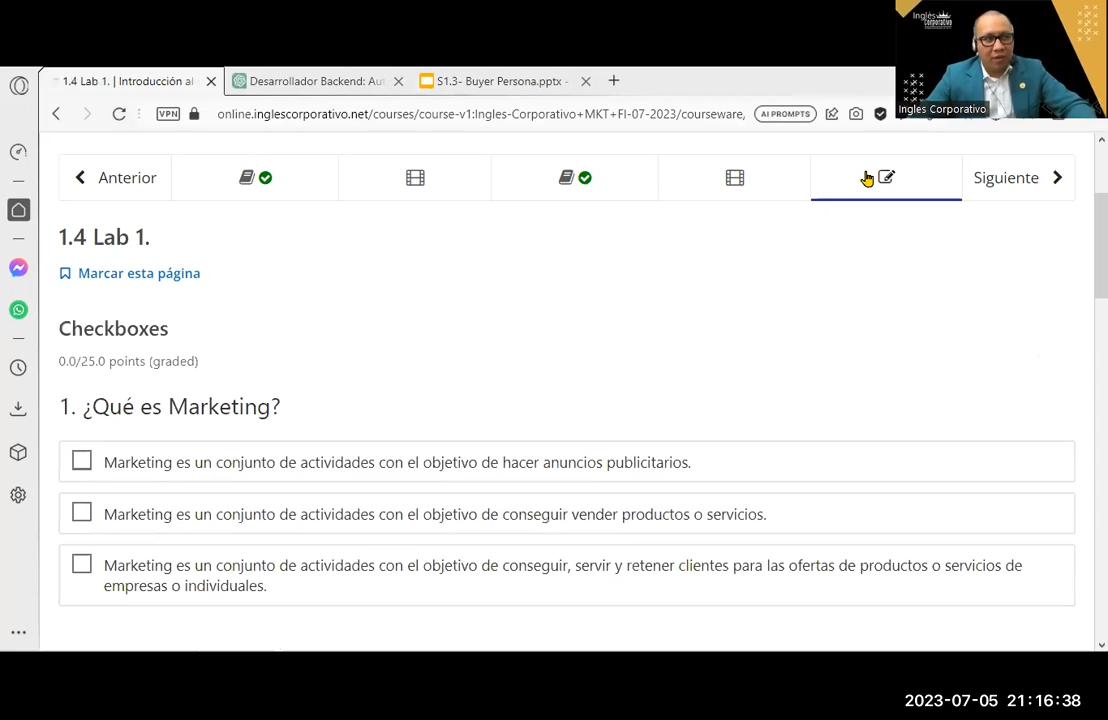 1.4 Lab 1. | Introducción al
Desarrollador Backend: Aut
S1.3- Buyer Persona.pptx -
VPN
online.inglescorporativo.net/courses/course-v1:Ingles-Corporativo+MKT+FI-07-2023/courseware,
AI PROMPTS
Inglés
Corporativo
Ingles Corporativo
Anterior
Siguiente
1.4 Lab 1.
Marcar esta página
Checkboxes
0.0/25.0 points (graded)
1. ¿Qué es Marketing?
Marketing es un conjunto de actividades con el objetivo de hacer anuncios publicitarios.
Marketing es un conjunto de actividades con el objetivo de conseguir vender productos o servicios.
Marketing es un conjunto de actividades con el objetivo de conseguir, servir y retener clientes para las ofertas de productos o servicios de
empresas o individuales.
2023-07-05 21:16:38